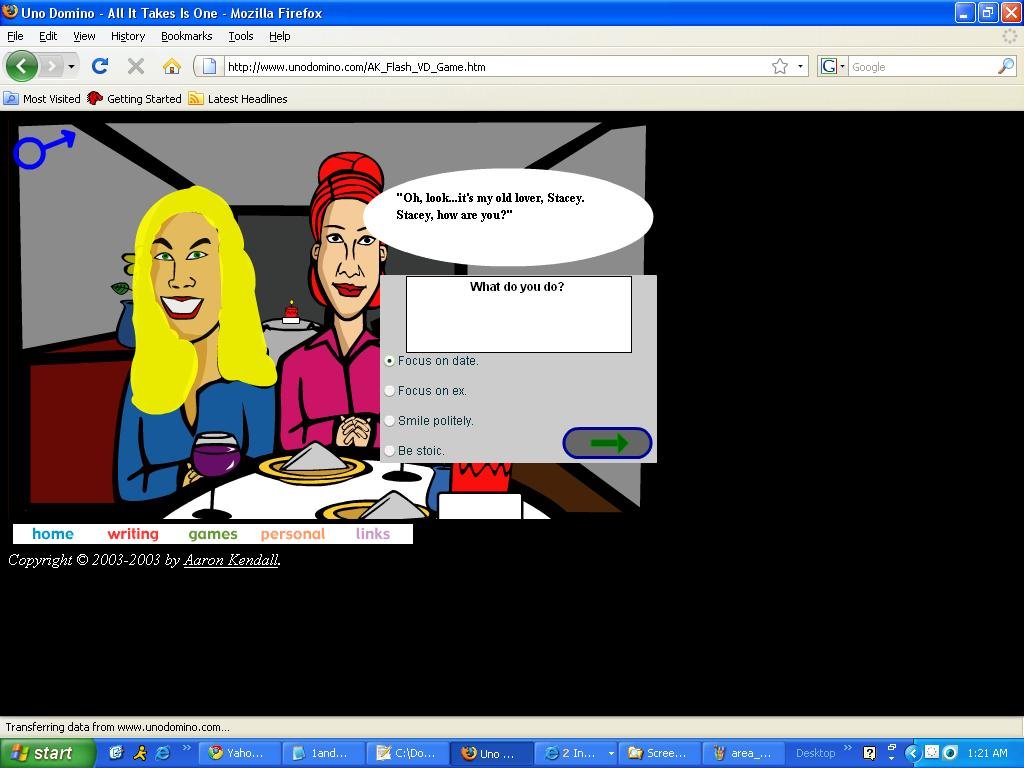 Uno Domino - All It Takes Is One - Mozilla Firefox
File Edit View History Bookmarks Tools Help
http://www.unodomino.com/AK_Flash_VD_Game.htm
G Google
Most Visited Getting Started Latest Headlines
"Oh, look...it's my old lover, Stacey.
Stacey, how are you?"
What do you do?
Focus on date.
Focus on ex.
Smile politely.
Be stoic.
home writing games personal links
Copyright © 2003-2003 by Aaron Kendall.
Transferring data from www.unodomino.com...
start Yaho... 1and... C:\Do... Uno ... 2 In... Scree... area_... Desktop 1:21 AM